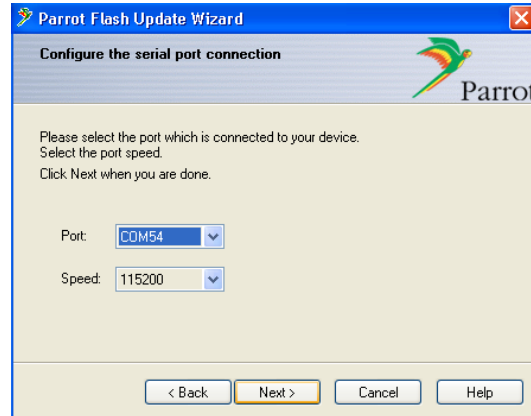 Parrot Flash Update Wizard
Configure the serial port connection
Parrot
Please select the port which is connected to your device.
Select the port speed.
Click Next when you are done.
Port: COM54
Speed: 115200
< Back Next > Cancel Help